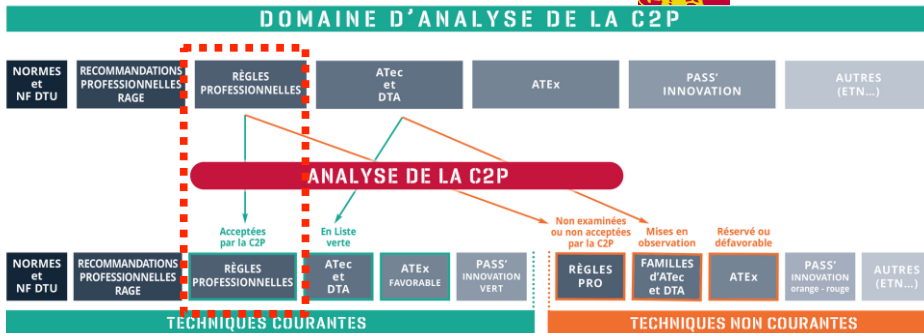 DOMAINE D'ANALYSE DE LA C2P
NORMES
et
NF DTU
RECOMMANDATIONS
PROFESSIONNELLES
RAGE
RÈGLES
PROFESSIONNELLES
ATec
et
DTA
ATEx
PASS'
INNOVATION
AUTRES
(ETN...)
ANALYSE DE LA C2P
Acceptées
par la C2P
En Liste
verte
Non examinées
ou non acceptées
par la C2P
Mises en
observation
Réservé ou
défavorable
NORMES
et
NF DTU
RECOMMANDATIONS
PROFESSIONNELLES
RAGE
RÈGLES
PROFESSIONNELLES
ATec
et
DTA
ATEx
FAVORABLE
PASS'
INNOVATION
VERT
RÈGLES
PRO
FAMILLES
d'ATec
et DTA
ATEx
PASS'
INNOVATION
orange - rouge
AUTRES
(ETN...)
TECHNIQUES COURANTES
TECHNIQUES NON COURANTES